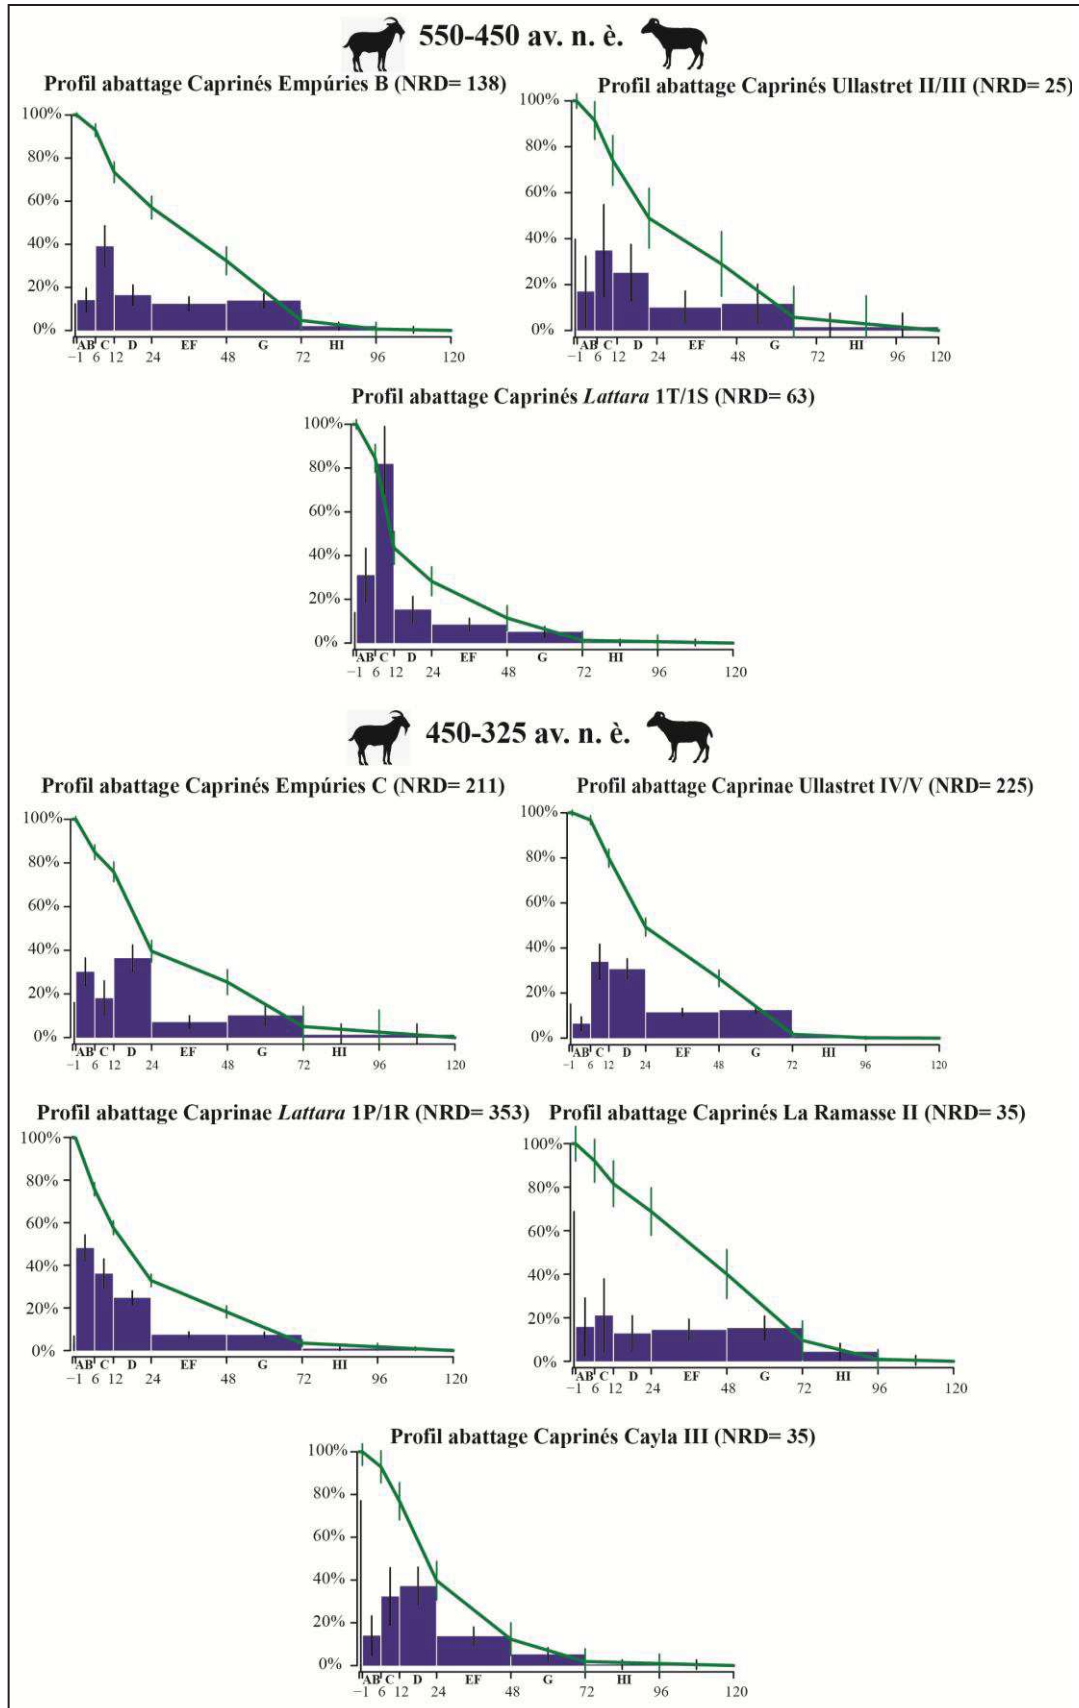 550-450 av. n. è.
Profil abattage Caprinés Empúries B (NRD= 138)
100%
80%
60%
40%
20%
0%
AB C D EF G HI
−1 6 12 24 48 72 96 120
Profil abattage Caprinés Ullastret II/III (NRD= 25)
100%
80%
60%
40%
20%
0%
AB C D EF G HI
−1 6 12 24 48 72 96 120
Profil abattage Caprinés Lattara 1T/1S (NRD= 63)
100%
80%
60%
40%
20%
0%
AB C D EF G HI
−1 6 12 24 48 72 96 120
450-325 av. n. è.
Profil abattage Caprinés Empúries C (NRD= 211)
100%
80%
60%
40%
20%
0%
AB C D EF G HI
−1 6 12 24 48 72 96 120
Profil abattage Caprinae Ullastret IV/V (NRD= 225)
100%
80%
60%
40%
20%
0%
AB C D EF G HI
−1 6 12 24 48 72 96 120
Profil abattage Caprinae Lattara 1P/1R (NRD= 353)
100%
80%
60%
40%
20%
0%
AB C D EF G HI
−1 6 12 24 48 72 96 120
Profil abattage Caprinés La Ramasse II (NRD= 35)
100%
80%
60%
40%
20%
0%
AB C D EF G HI
−1 6 12 24 48 72 96 120
Profil abattage Caprinés Cayla III (NRD= 35)
100%
80%
60%
40%
20%
0%
AB C D EF G HI
−1 6 12 24 48 72 96 120